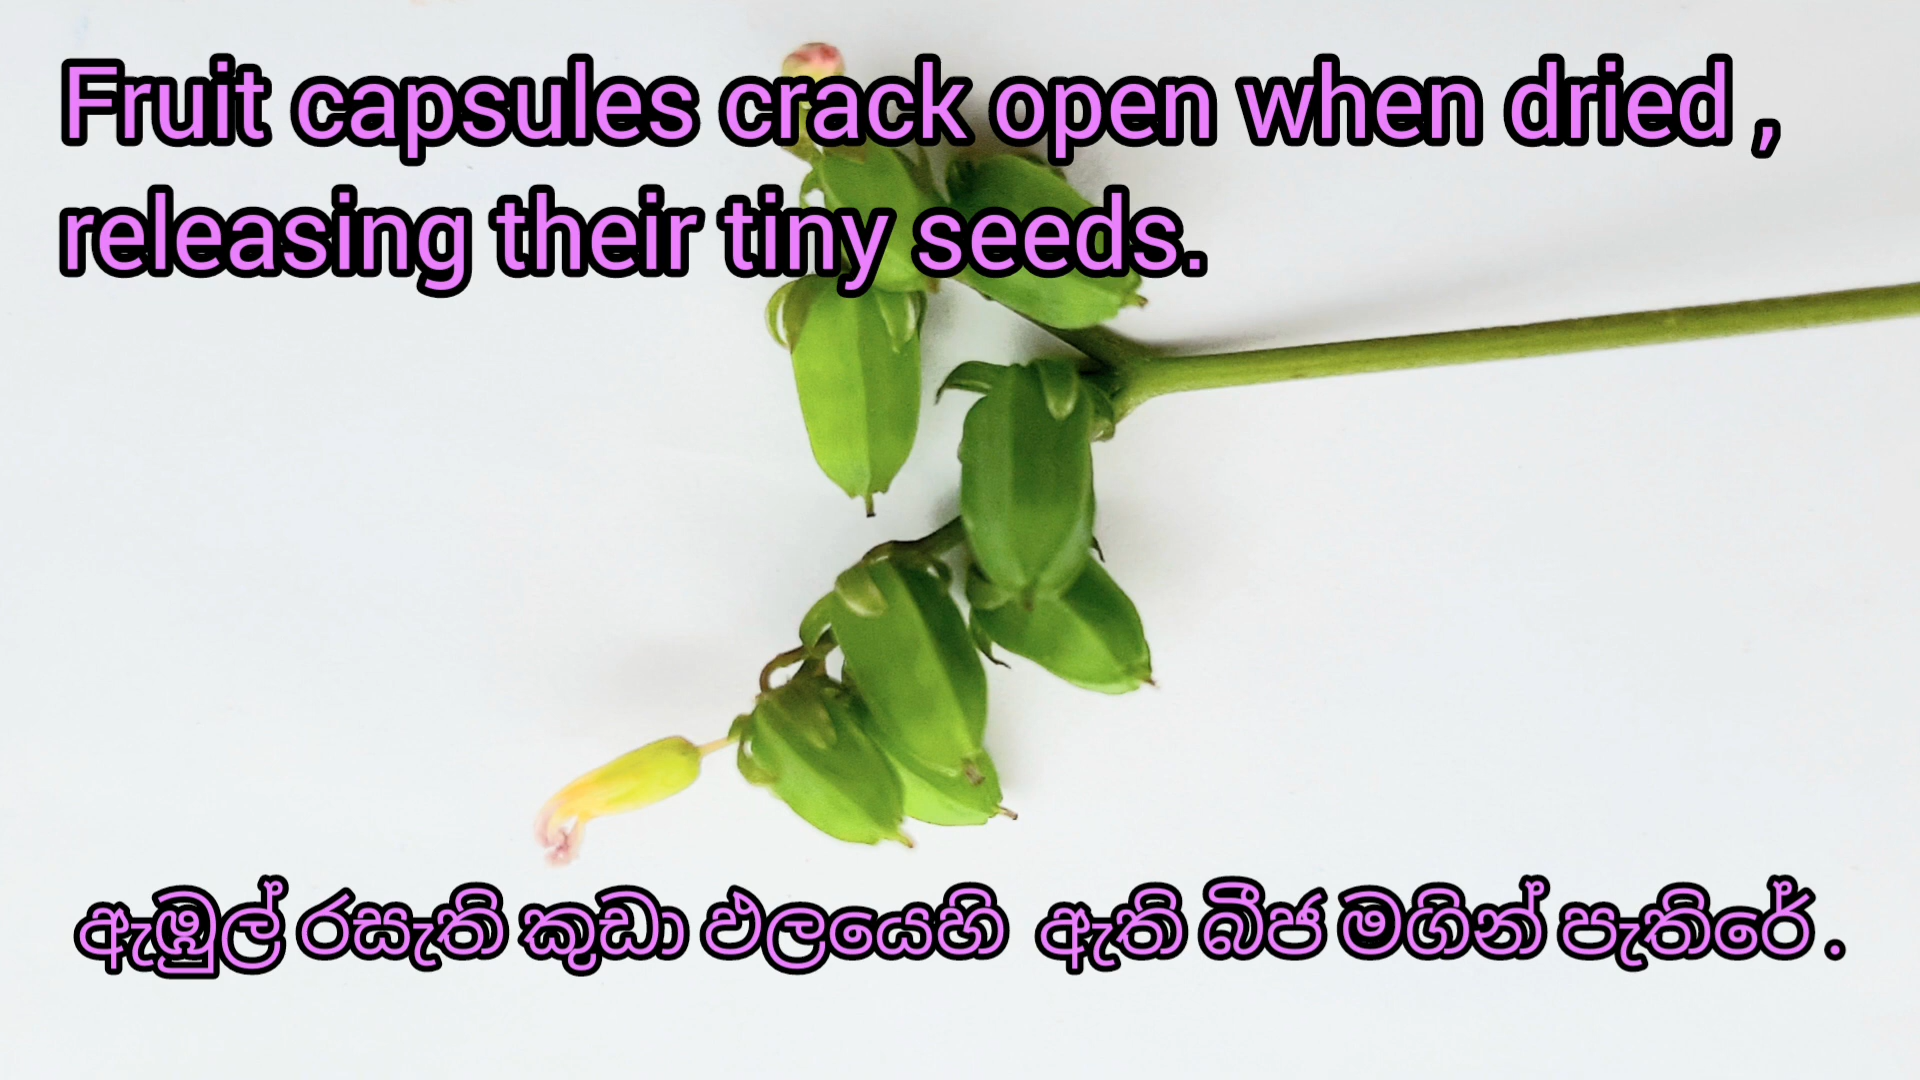 Fruit capsules crack open when dried ,
releasing their tiny seeds.
ඇඹුල් රසැති කුඩා ඵලයෙහි ඇති බීජ මගින් පැතිරේ .